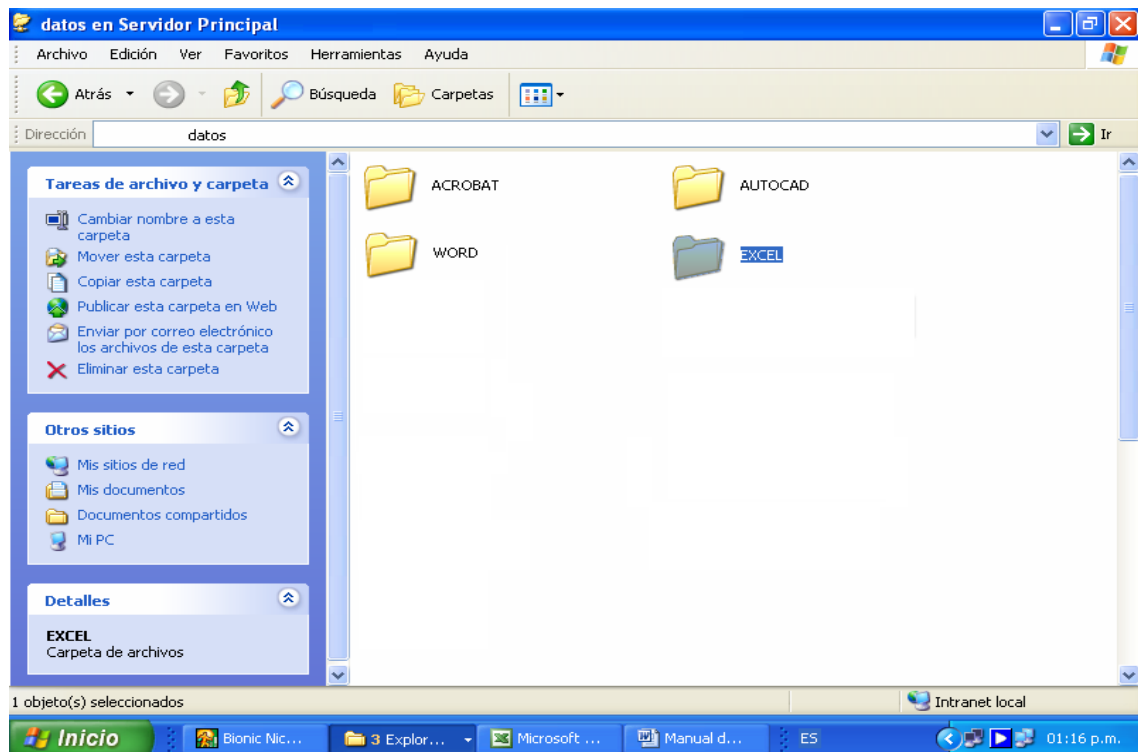 datos en Servidor Principal
Archivo Edición Ver Favoritos Herramientas Ayuda
Atrás Búsqueda Carpetas
Dirección datos Ir
Tareas de archivo y carpeta
Cambiar nombre a esta
carpeta
Mover esta carpeta
Copiar esta carpeta
Publicar esta carpeta en Web
Enviar por correo electrónico
los archivos de esta carpeta
Eliminar esta carpeta
Otros sitios
Mis sitios de red
Mis documentos
Documentos compartidos
Mi PC
Detalles
EXCEL
Carpeta de archivos
ACROBAT AUTOCAD
WORD EXCEL
1 objeto(s) seleccionados Intranet local
Inicio Bionic Nic... 3 Explor... Microsoft ... Manual d... ES 01:16 p.m.